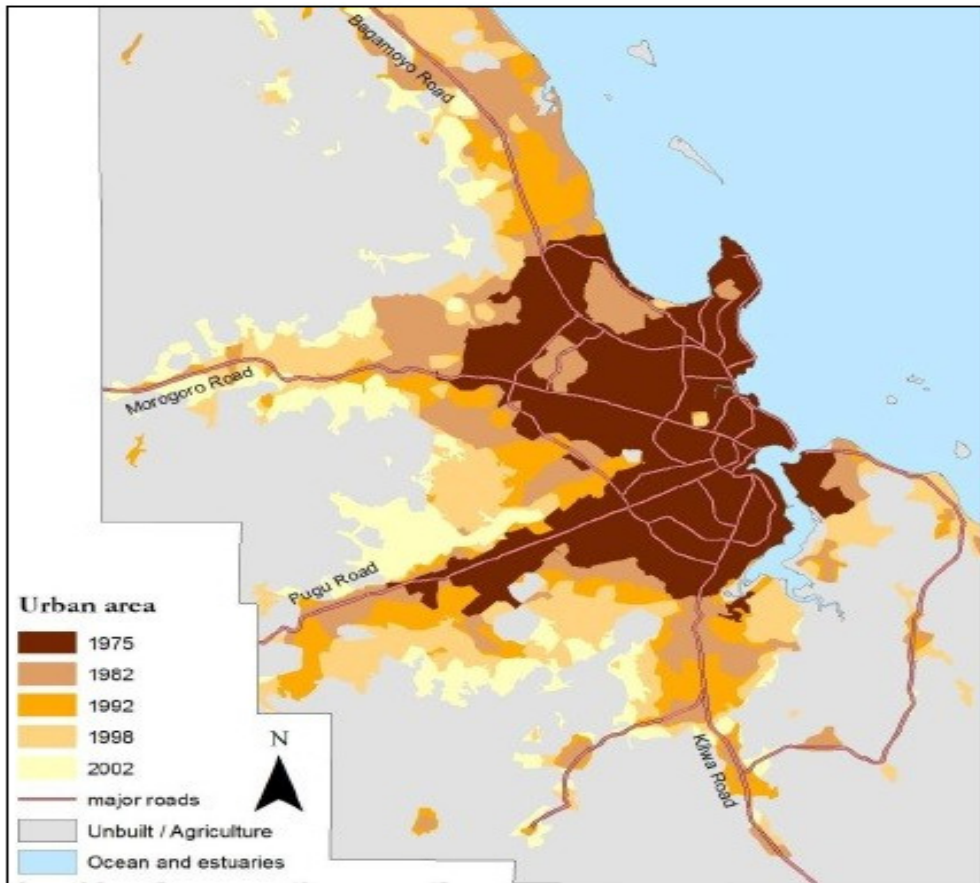 Bagamoyo Road
Morogoro Road
Pugu Road
Kilwa Road
Urban area
1975
1982
1992
1998
2002
major roads
Unbuilt / Agriculture
Ocean and estuaries
N